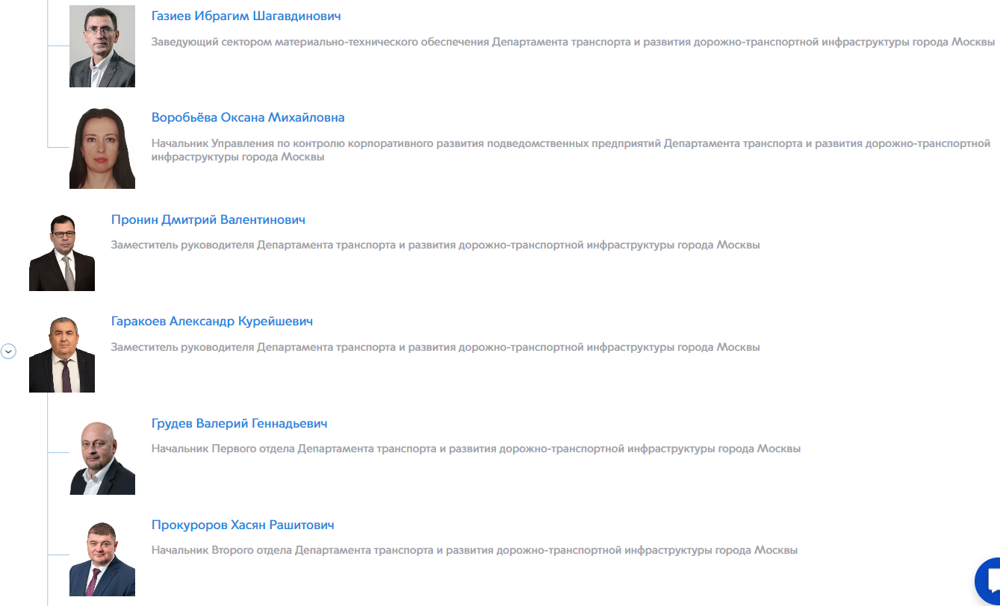 Газиев Ибрагим Шагавдинович
Заведующий сектором материально-технического обеспечения Департамента транспорта и развития дорожно-транспортной инфраструктуры города Москвы
Воробьёва Оксана Михайловна
Начальник Управления по контролю корпоративного развития подведомственных предприятий Департамента транспорта и развития дорожно-транспортной
инфраструктуры города Москвы
Пронин Дмитрий Валентинович
Заместитель руководителя Департамента транспорта и развития дорожно-транспортной инфраструктуры города Москвы
Гаракоев Александр Курейшевич
Заместитель руководителя Департамента транспорта и развития дорожно-транспортной инфраструктуры города Москвы
Грудев Валерий Геннадьевич
Начальник Первого отдела Департамента транспорта и развития дорожно-транспортной инфраструктуры города Москвы
Прокуроров Хасян Рашитович
Начальник Второго отдела Департамента транспорта и развития дорожно-транспортной инфраструктуры города Москвы